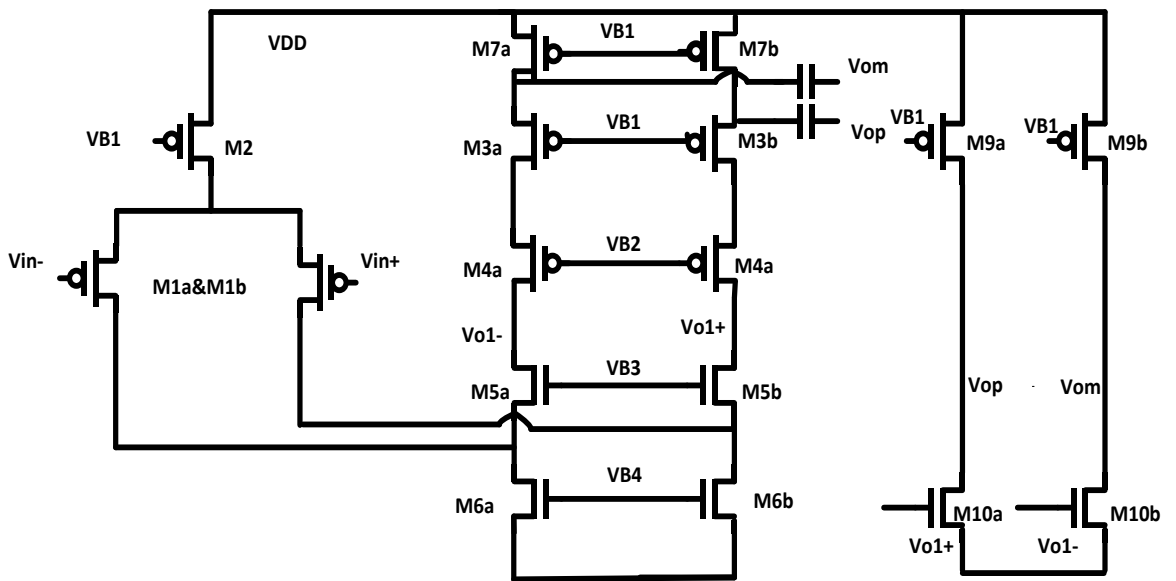 VDD
M7a
VB1
M7b
Vom
Vop
VB1
M2
M3a
VB1
M3b
VB1
M9a
VB1
M9b
Vin-
M1a&M1b
Vin+
M4a
VB2
M4a
Vo1-
Vo1+
M5a
VB3
M5b
Vop
Vom
M6a
VB4
M6b
M10a
M10b
Vo1+
Vo1-